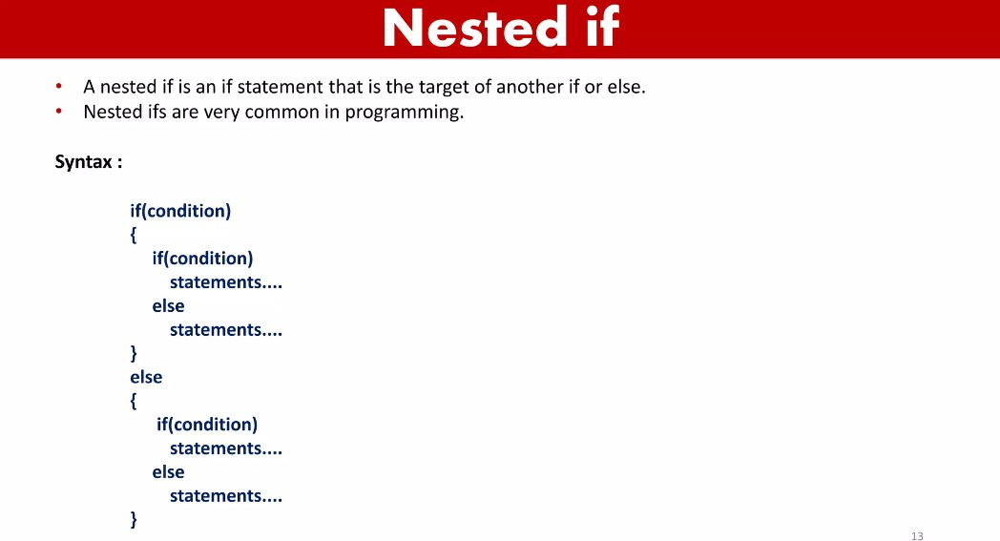 Nested if
• A nested if is an if statement that is the target of another if or else.
• Nested ifs are very common in programming.
Syntax :
if(condition)
{
if(condition)
statements....
else
statements....
}
else
{
if(condition)
statements....
else
statements....
}
13